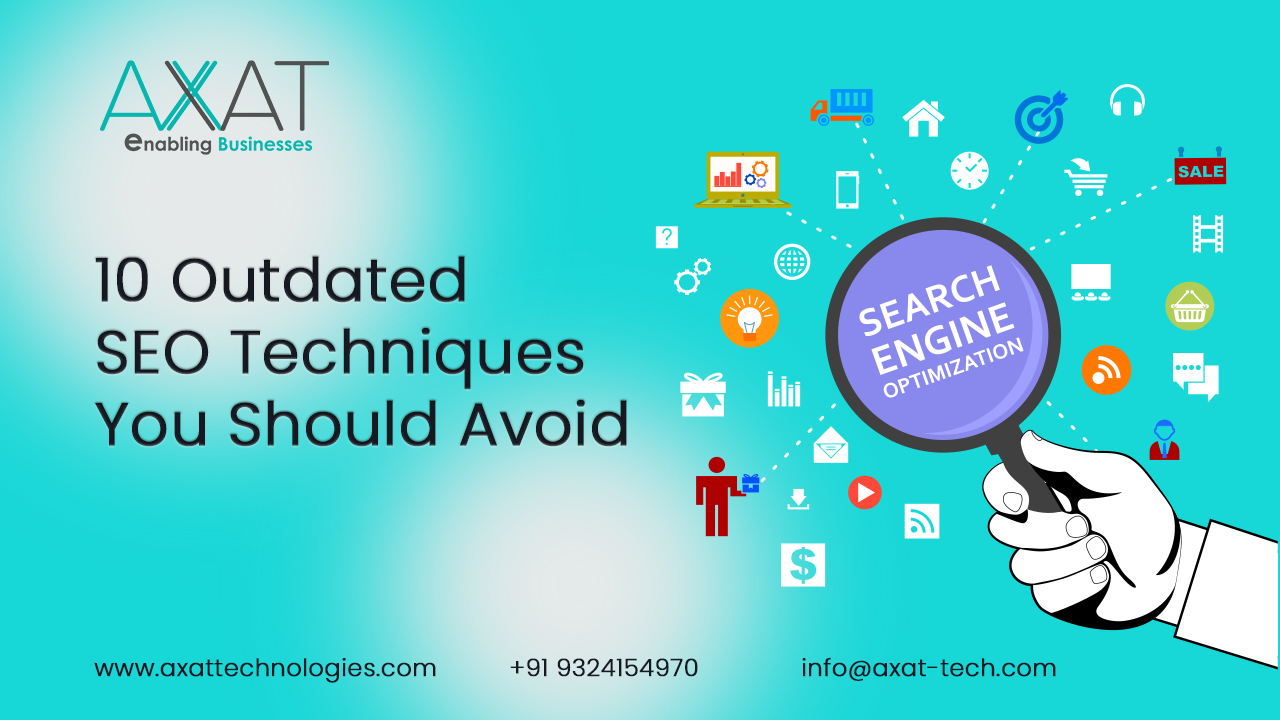 AXAT
enabling Businesses
10 Outdated
SEO Techniques
You Should Avoid
SALE
?
SEARCH
ENGINE
OPTIMIZATION
$
www.axattechnologies.com
+91 9324154970
info@axat-tech.com